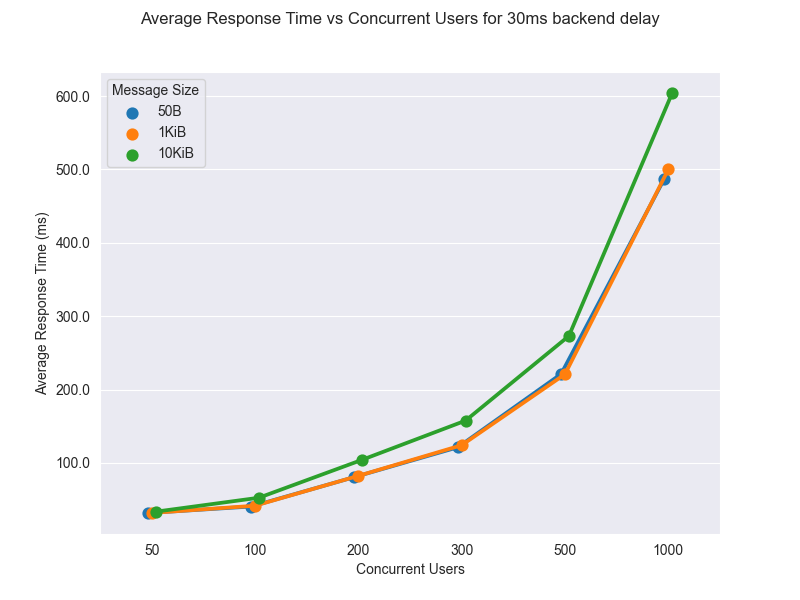 Average Response Time vs Concurrent Users for 30ms backend delay
Message Size
50B
1KiB
10KiB
600.0
500.0
400.0
300.0
200.0
100.0
Average Response Time (ms)
50 100 200 300 500 1000
Concurrent Users